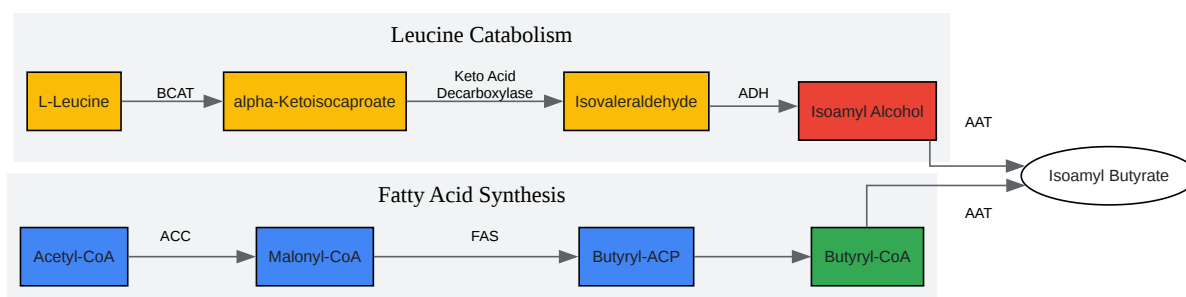 Leucine Catabolism
L-Leucine
BCAT
alpha-Ketoisocaproate
Keto Acid
Decarboxylase
Isovaleraldehyde
ADH
Isoamyl Alcohol
AAT
Isoamyl Butyrate
Fatty Acid Synthesis
AAT
Acetyl-CoA
ACC
Malonyl-CoA
FAS
Butyryl-ACP
Butyryl-CoA